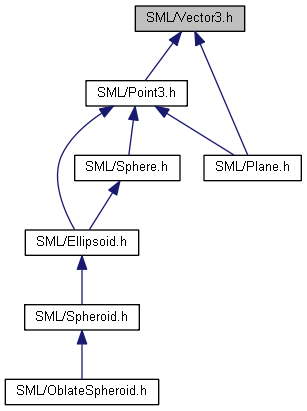 SML/Vector3.h
SML/Point3.h
SML/Sphere.h
SML/Plane.h
SML/Ellipsoid.h
SML/Spheroid.h
SML/OblateSpheroid.h